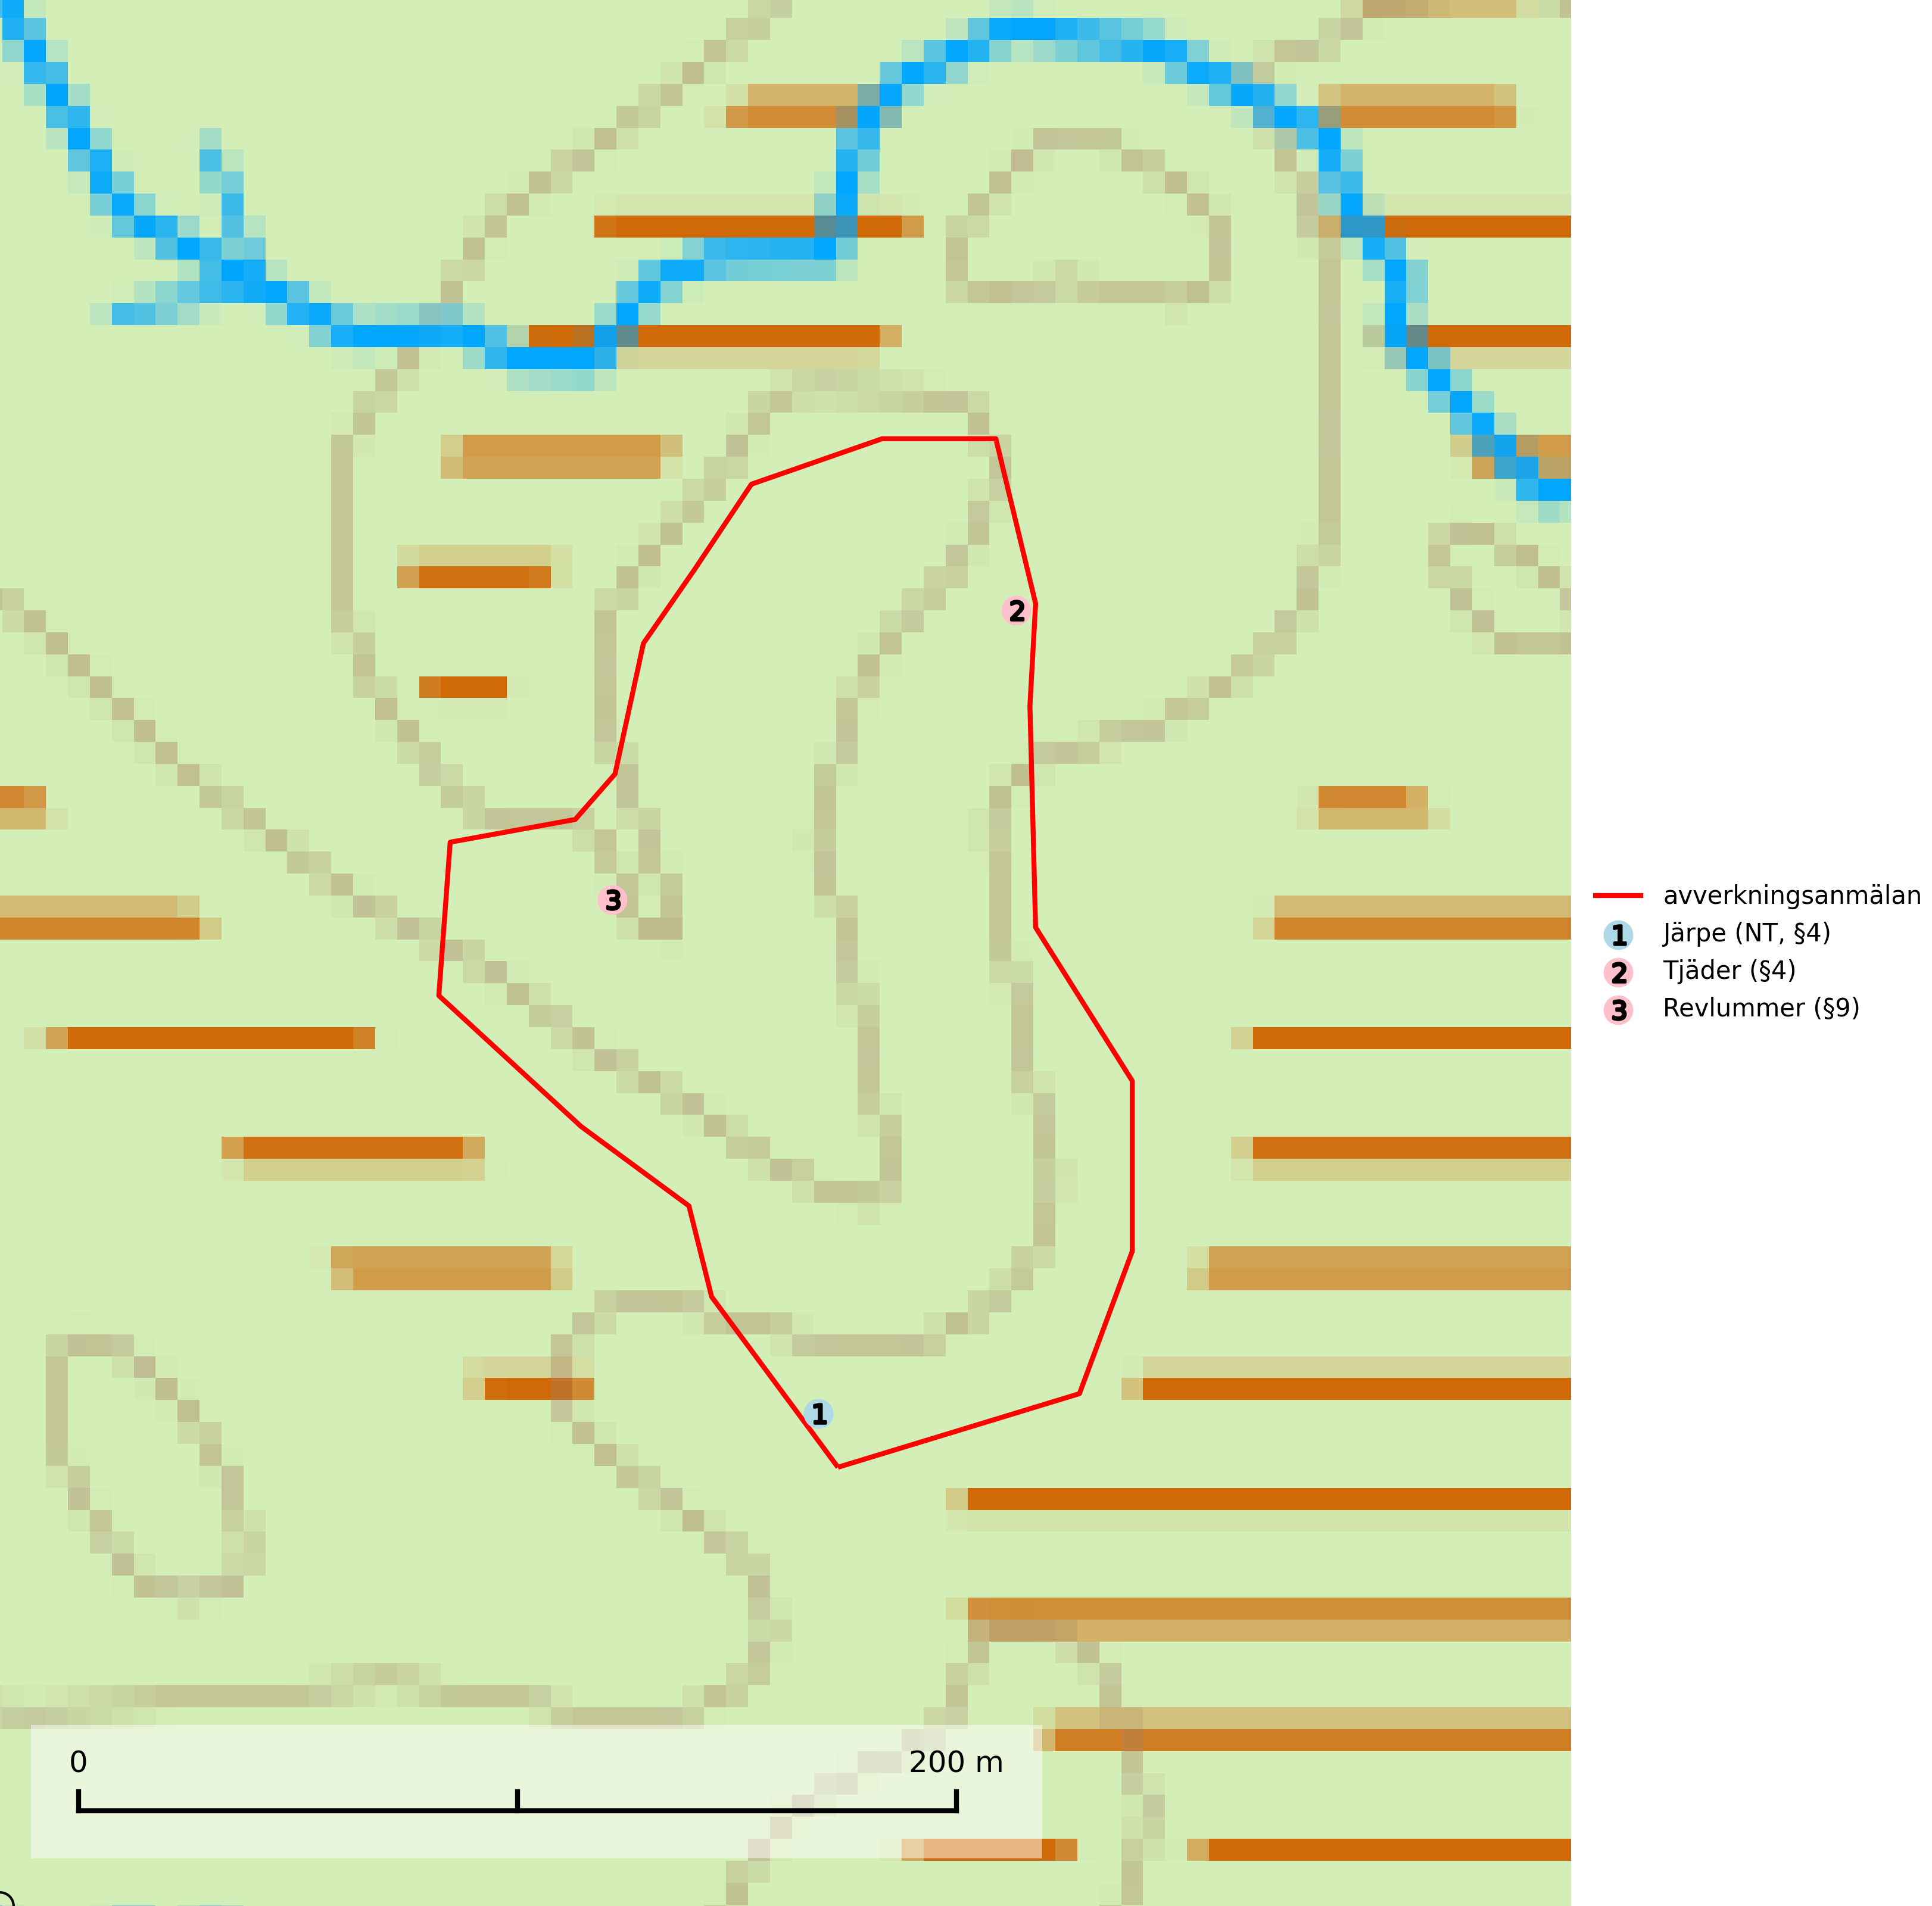 2
3
1
avverkningsanmälan
1 Järpe (NT, §4)
2 Tjäder (§4)
3 Revlummer (§9)
0 200 m